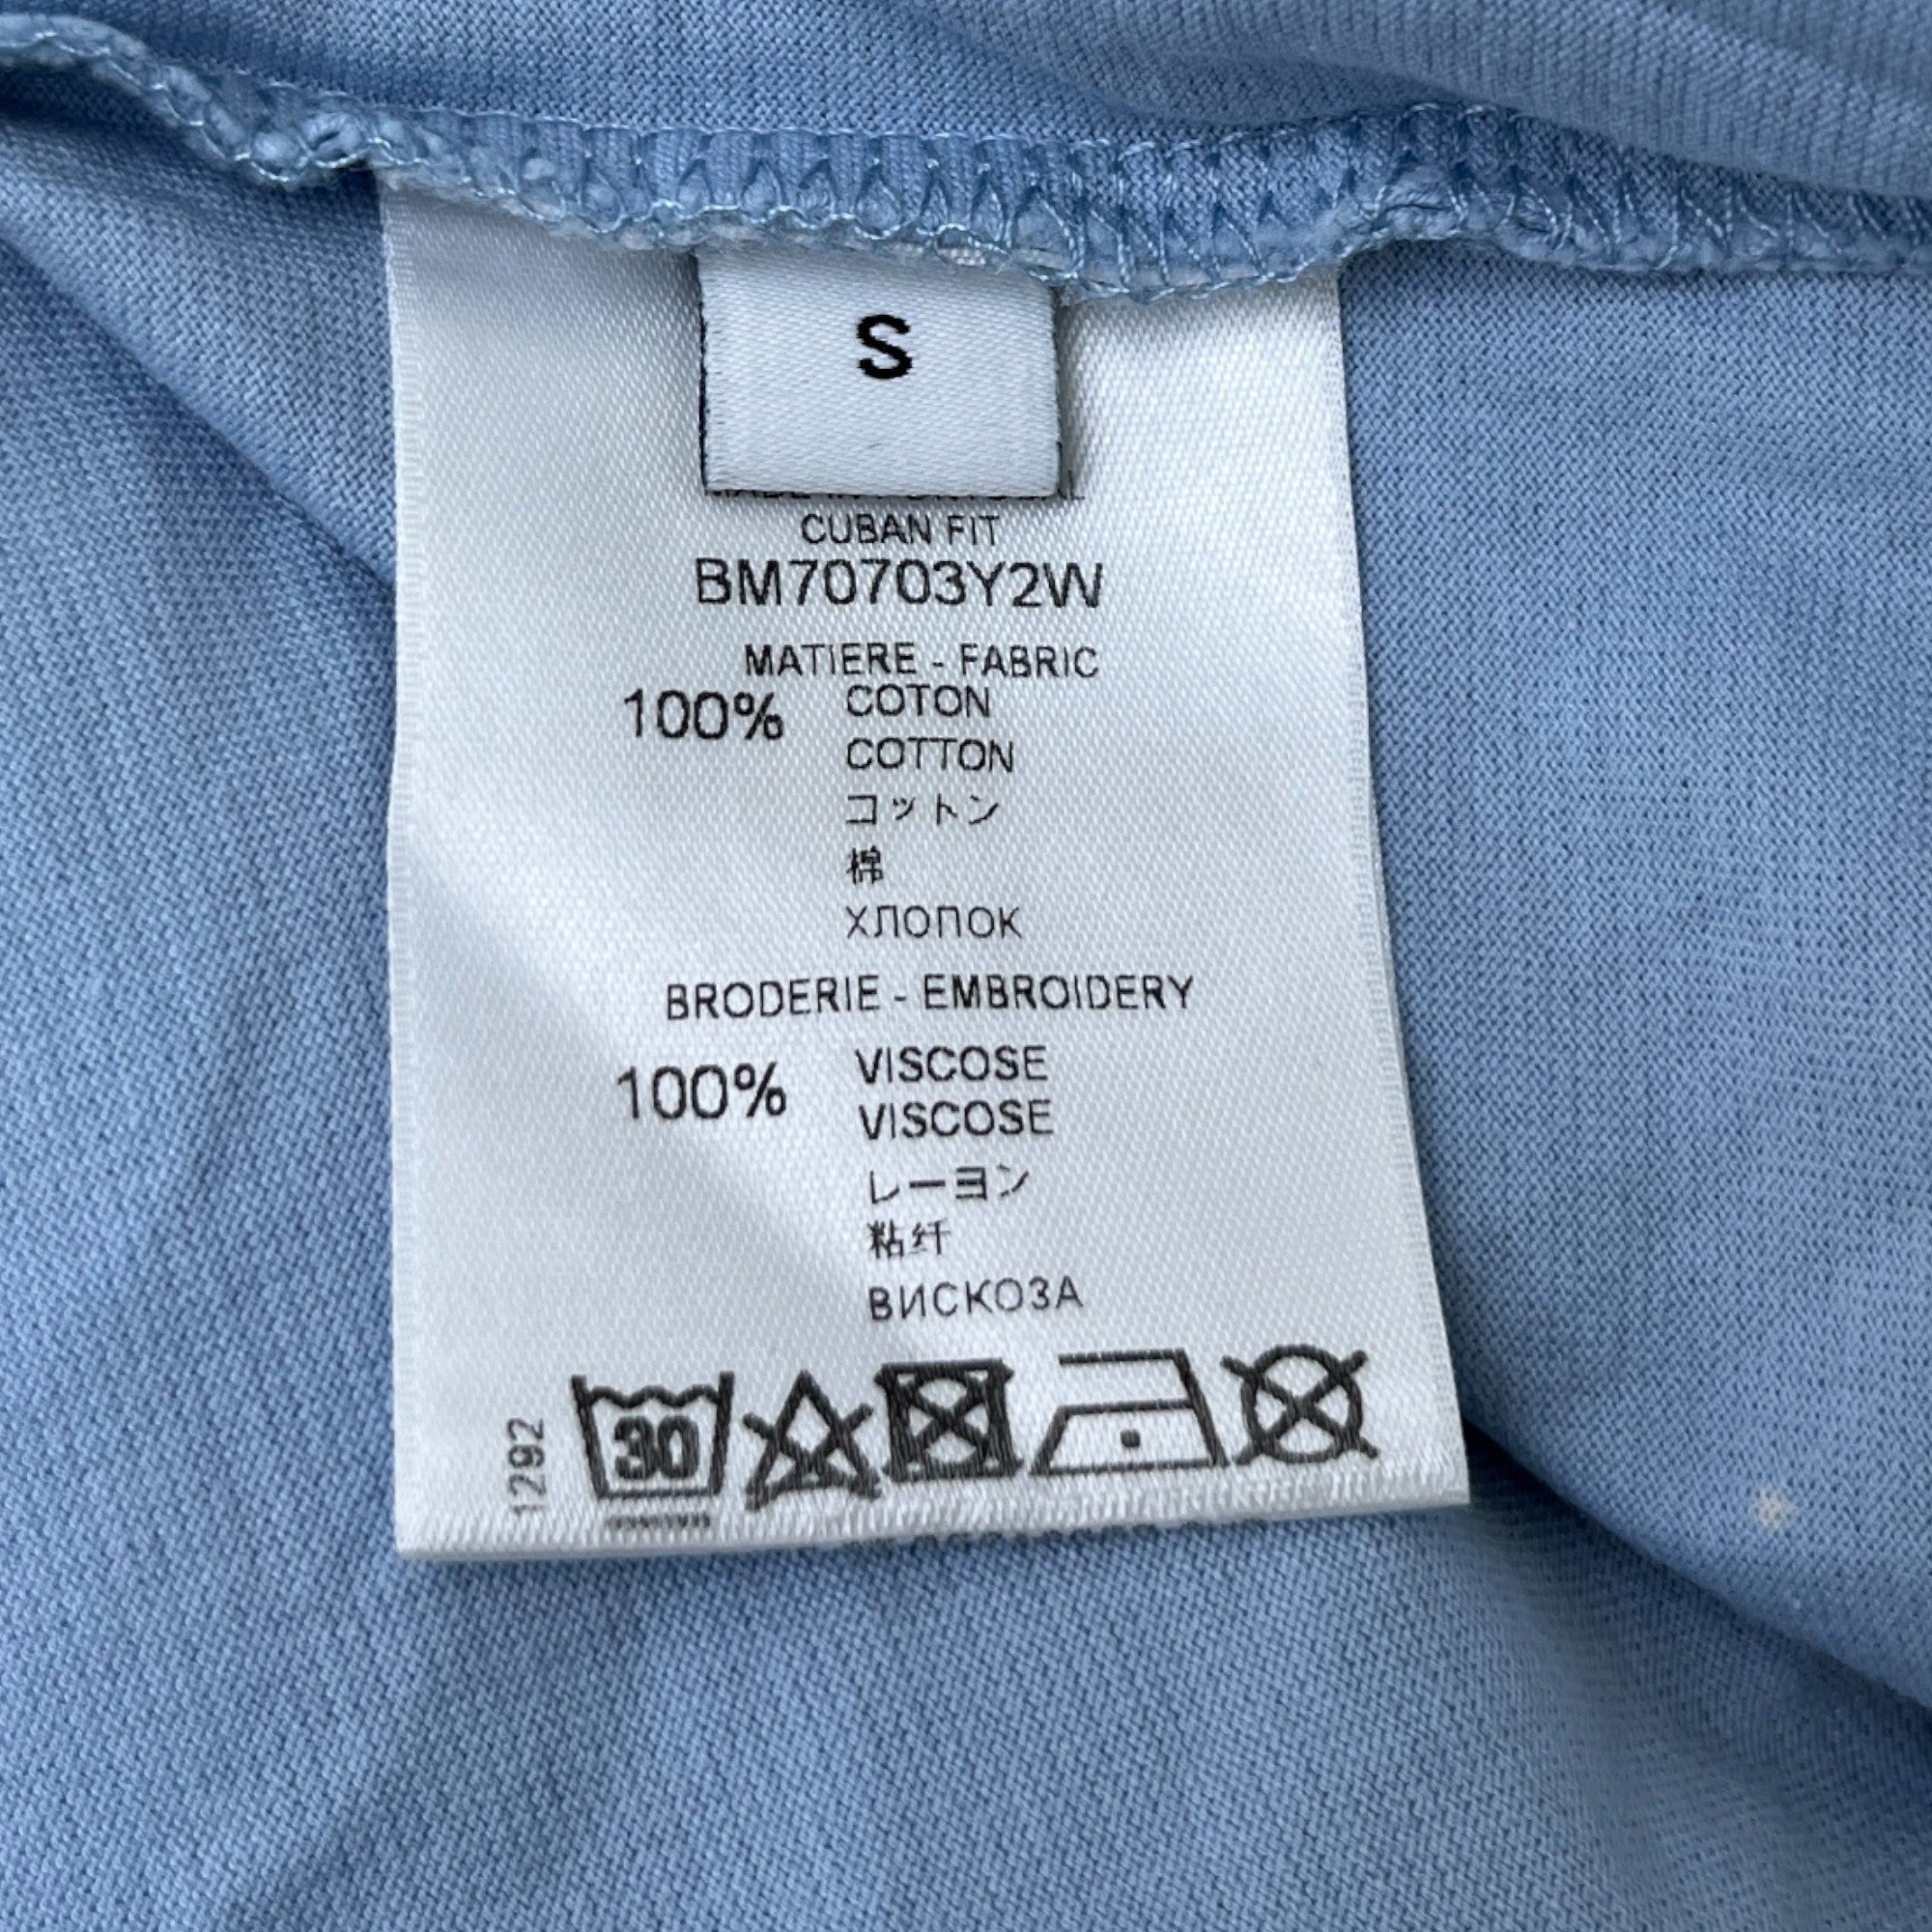 S
CUBAN FIT
BM70703Y2W
MATIERE - FABRIC
100% COTON
COTTON
コットン
棉
ХЛОПОК
BRODERIE - EMBROIDERY
100% VISCOSE
VISCOSE
レーヨン
粘纤
ВИСКОЗА
1292
30